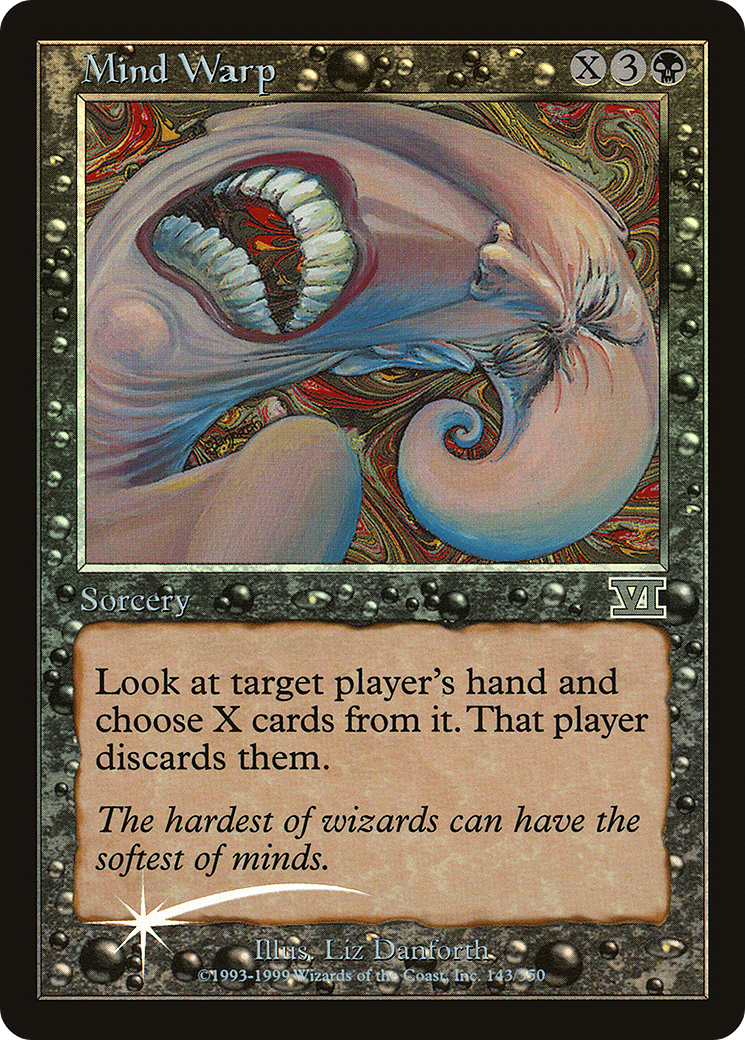 Mind Warp X3
Sorcery VI
Look at target player's hand and
choose X cards from it. That player
discards them.
The hardest of wizards can have the
softest of minds.
Illus. Liz Danforth
©1993-1999 Wizards of the Coast, Inc. 143/350